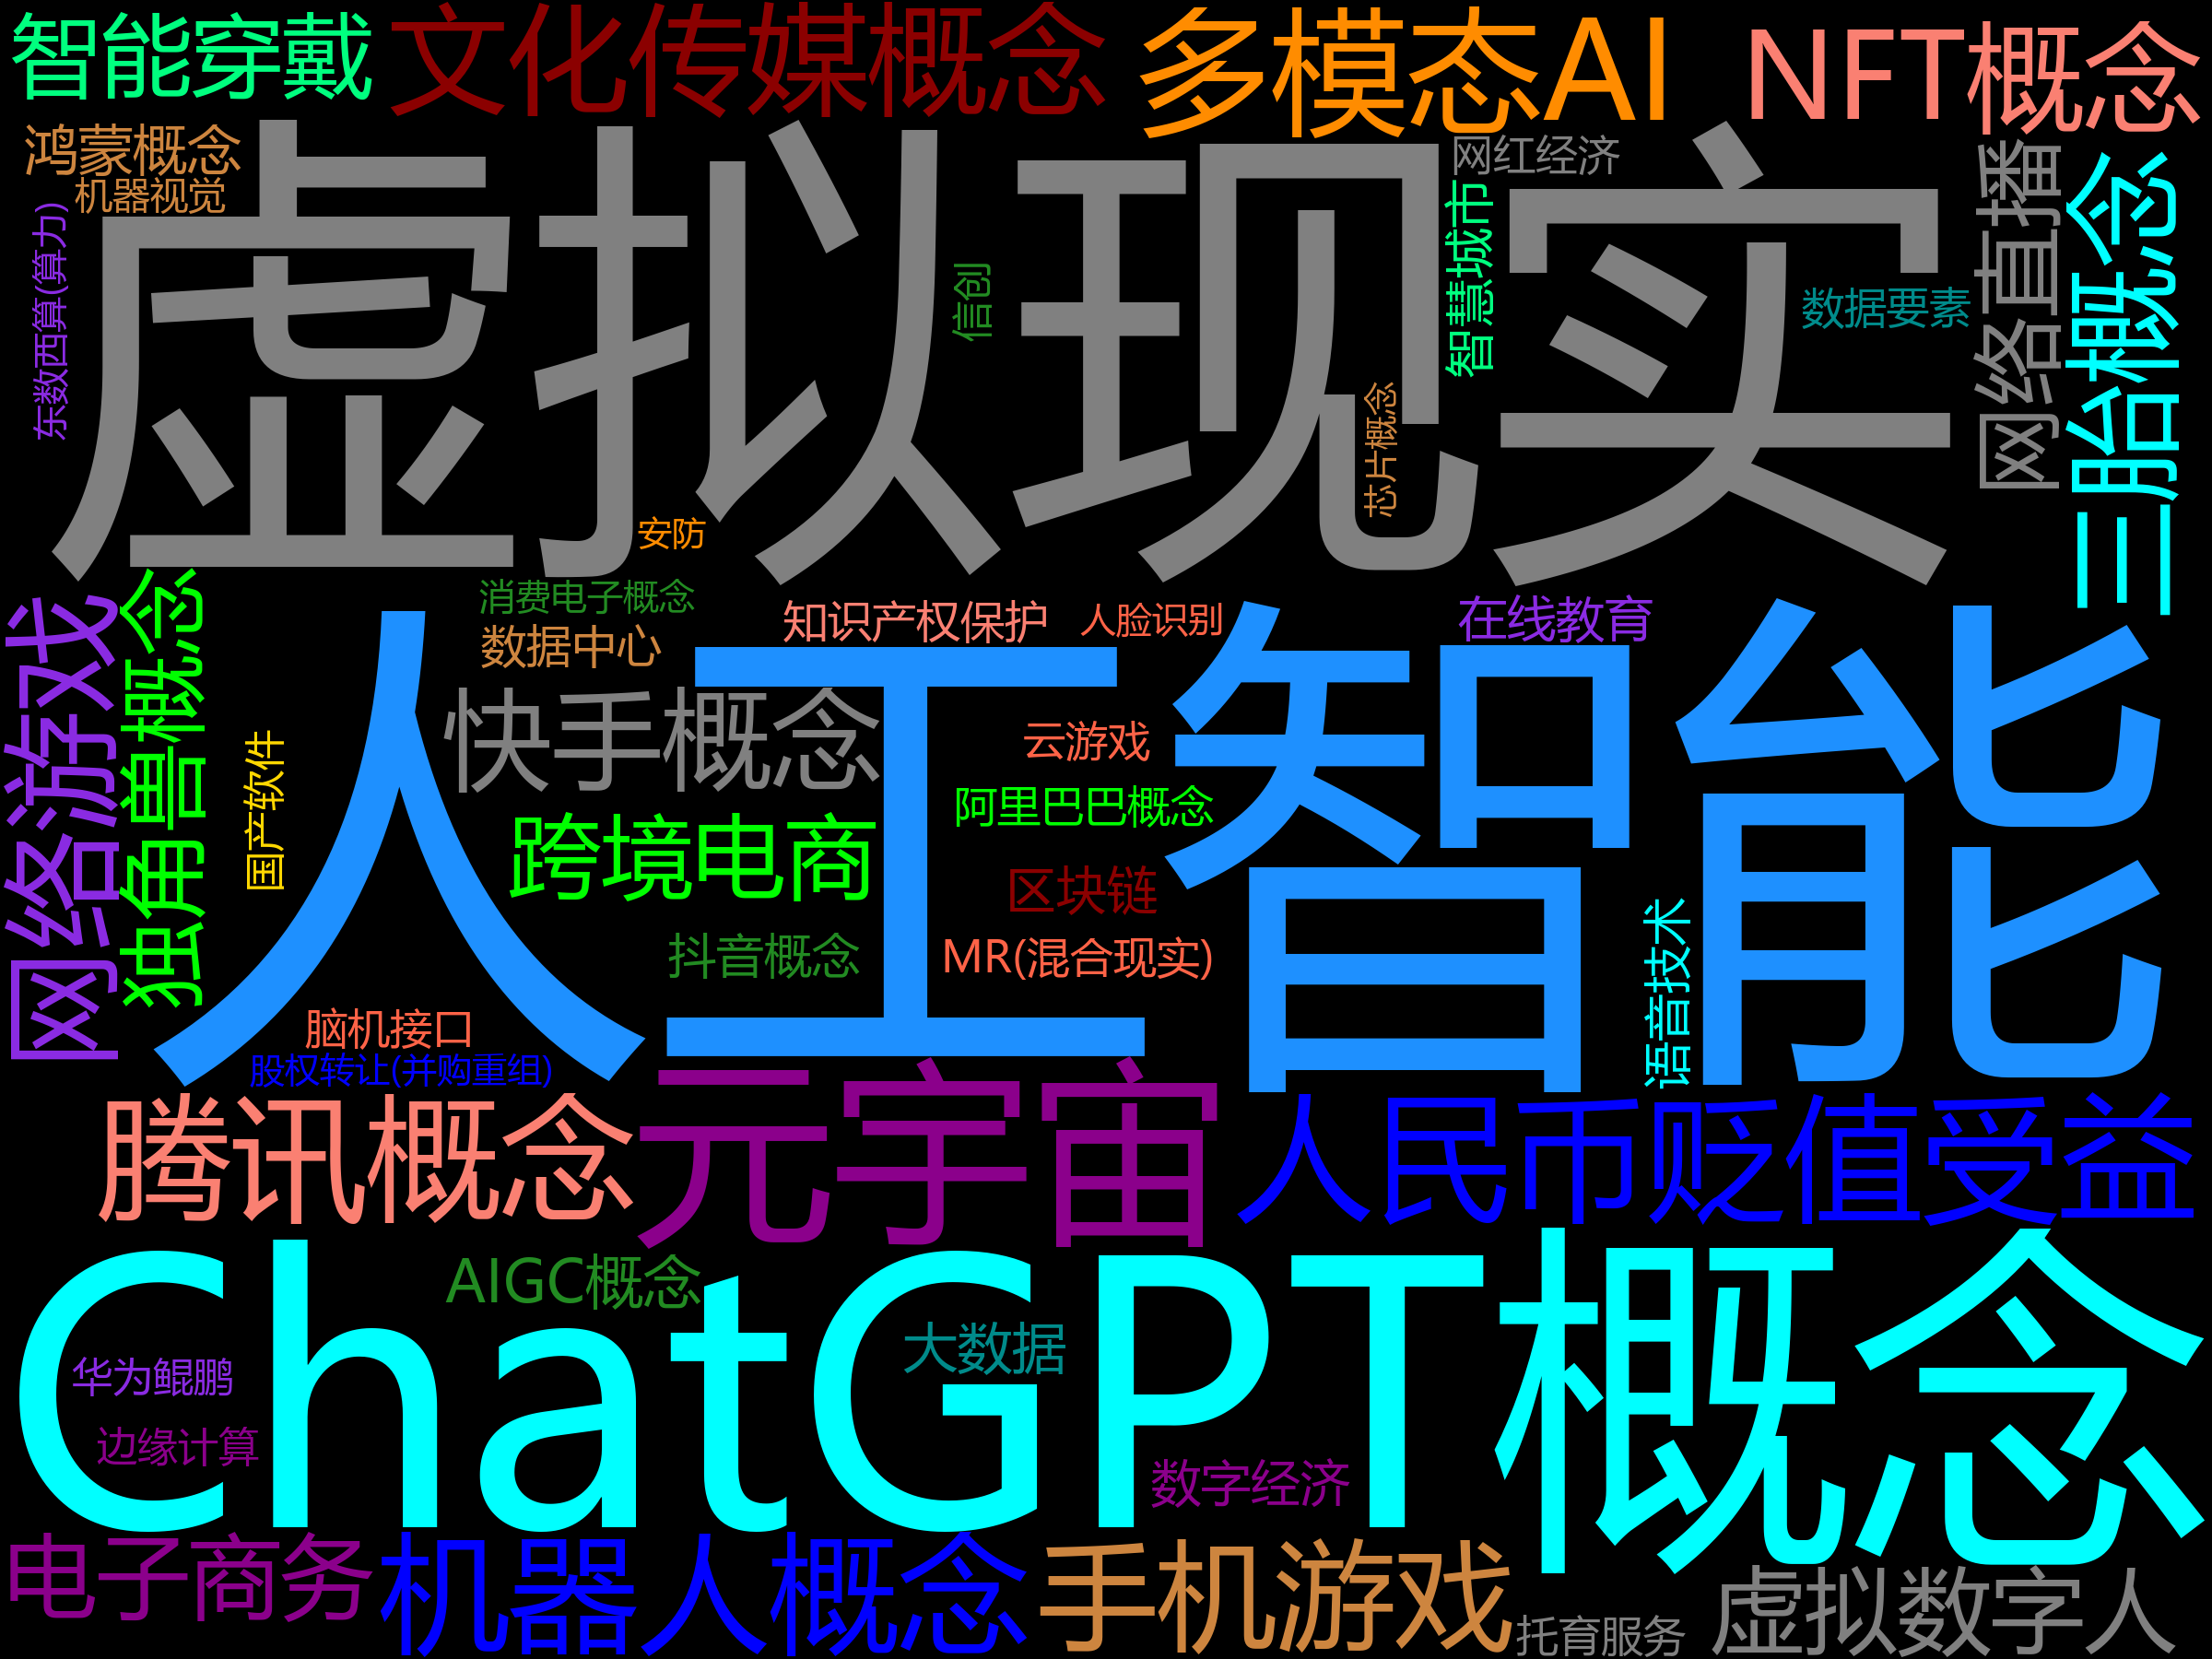 智能穿戴
文化传媒概念
多模态AI
NFT概念
鸿蒙概念
机器视觉
网红经济
虚拟现实
东数西算(算力)
信创
智慧城市
数据要素
网络直播
三胎概念
芯片概念
安防
消费电子概念
知识产权保护
人脸识别
在线教育
数据中心
人工智能
网络游戏
独角兽概念
国产软件
快手概念
云游戏
阿里巴巴概念
跨境电商
区块链
抖音概念
MR(混合现实)
语音技术
脑机接口
股权转让(并购重组)
腾讯概念
元宇宙
人民币贬值受益
ChatGPT概念
AIGC概念
大数据
华为鲲鹏
边缘计算
数字经济
电子商务
机器人概念
手机游戏
托育服务
虚拟数字人